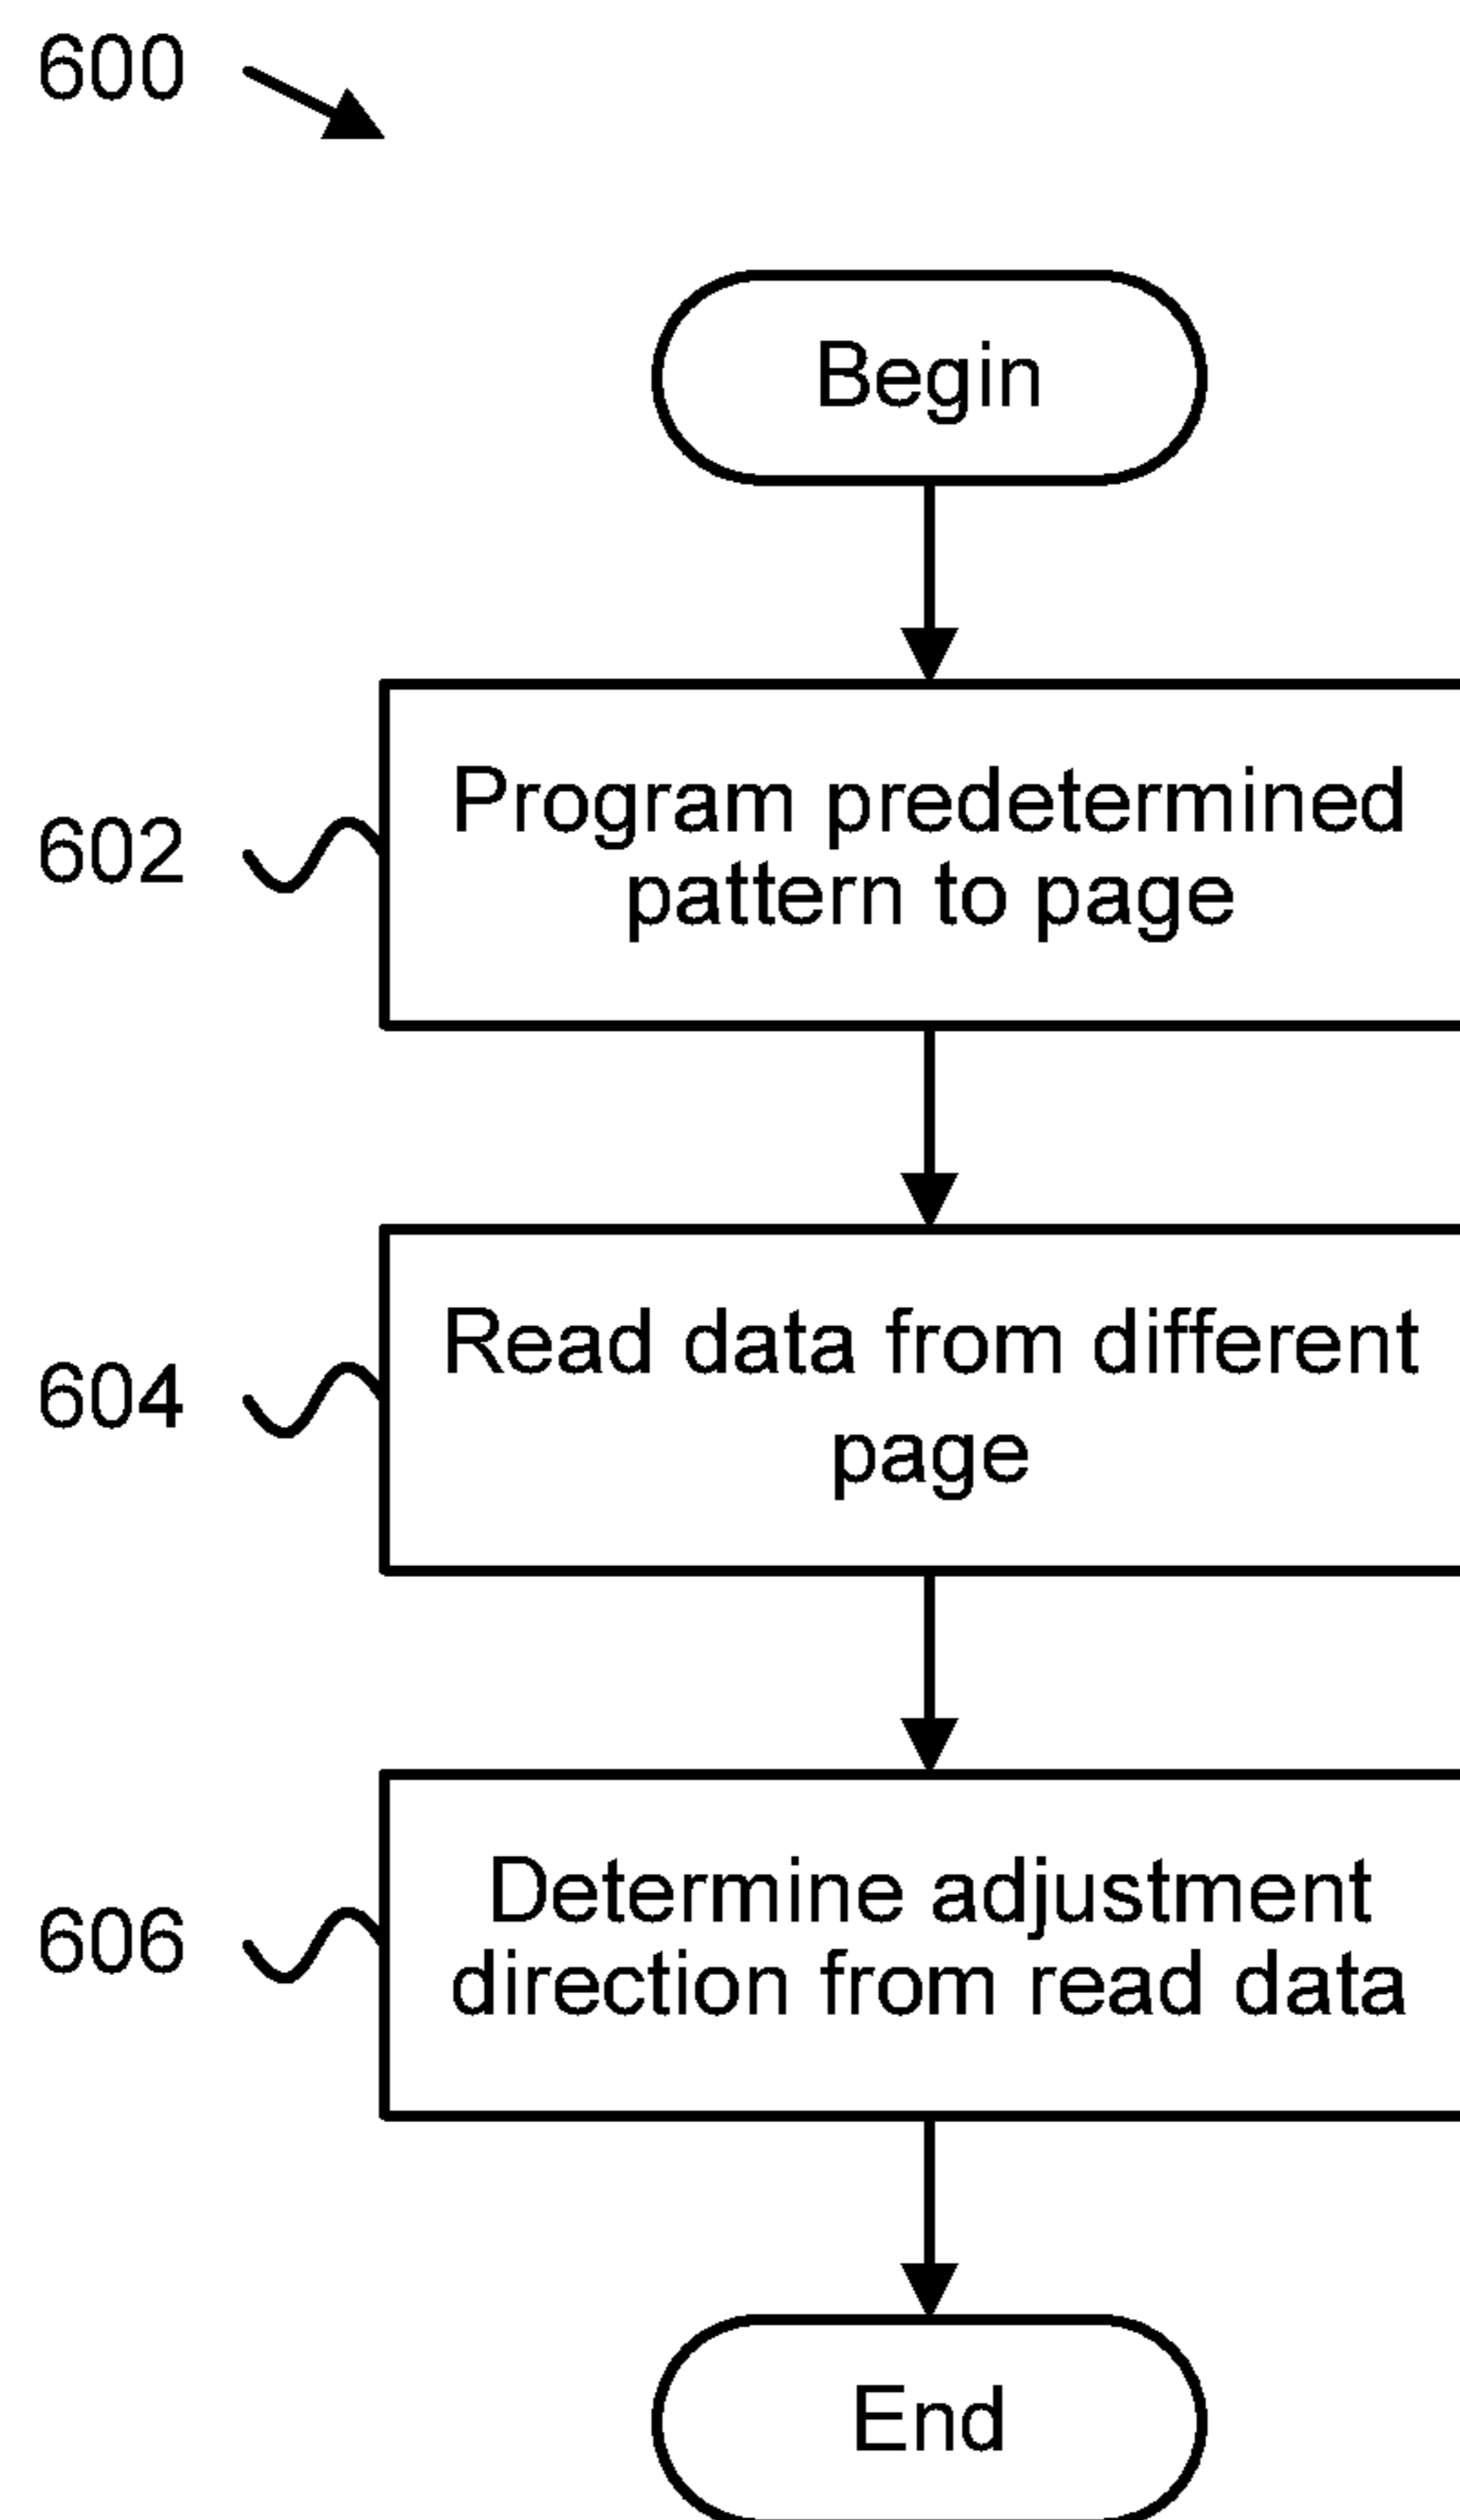 600
Begin
602
Program predetermined
pattern to page
604
Read data from different
page
606
Determine adjustment
direction from read data
End